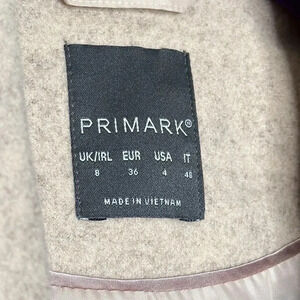 PRIMARK®
UK/IRL EUR USA IT
8 36 4 40
MADE IN VIETNAM